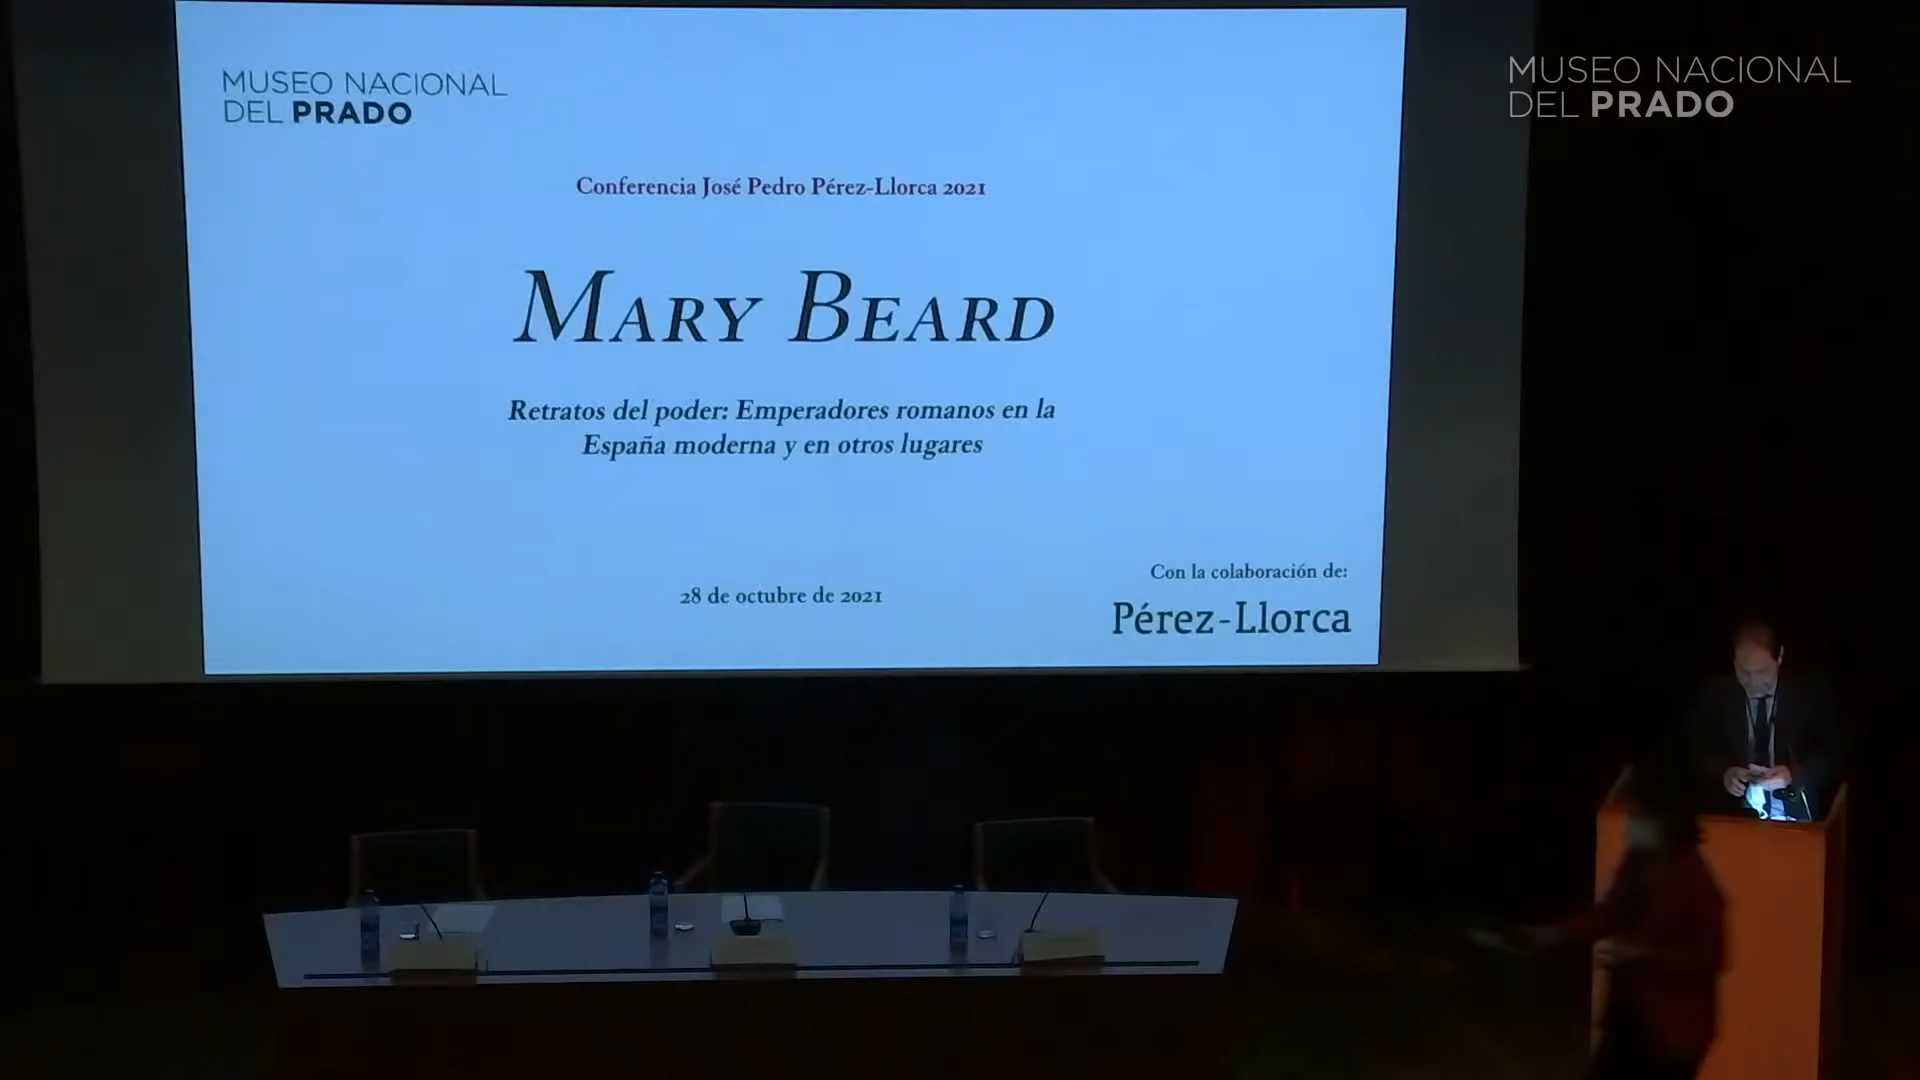 MUSEO NACIONAL
DEL PRADO
Conferencia José Pedro Pérez-Llorca 2021
MARY BEARD
Retratos del poder: Emperadores romanos en la
España moderna y en otros lugares
28 de octubre de 2021
Con la colaboración de:
Pérez-Llorca
MUSEO NACIONAL
DEL PRADO